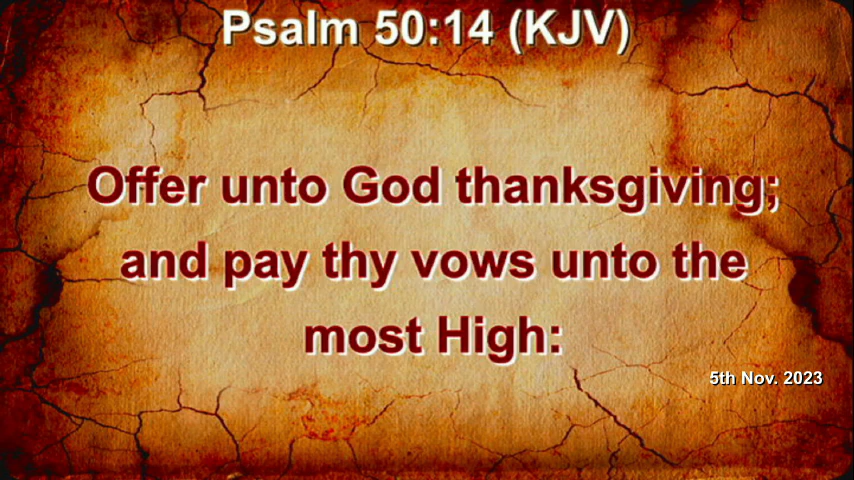 Psalm 50:14 (KJV)
Offer unto God thanksgiving;
and pay thy vows unto the
most High:
5th Nov. 2023